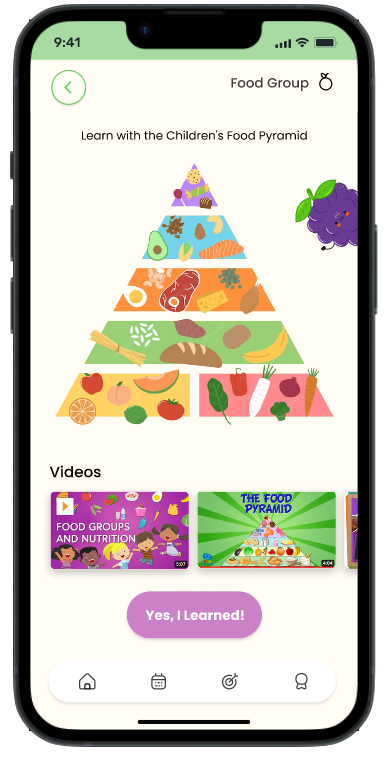 9:41
Food Group
Learn with the Children's Food Pyramid
Videos
FOOD GROUPS
AND NUTRITION
5:07
THE FOOD
PYRAMID
4:04
Yes, I Learned!